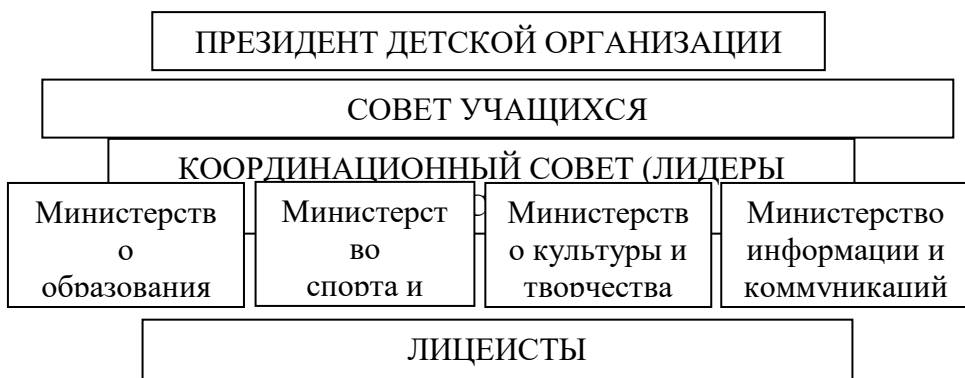 ПРЕЗИДЕНТ ДЕТСКОЙ ОРГАНИЗАЦИИ
СОВЕТ УЧАЩИХСЯ
КООРДИНАЦИОННЫЙ СОВЕТ (ЛИДЕРЫ
Министерств
о
образования
Министерст
во
спорта и
Министерств
о культуры и
творчества
Министерство
информации и
коммуникаций
ЛИЦЕИСТЫ